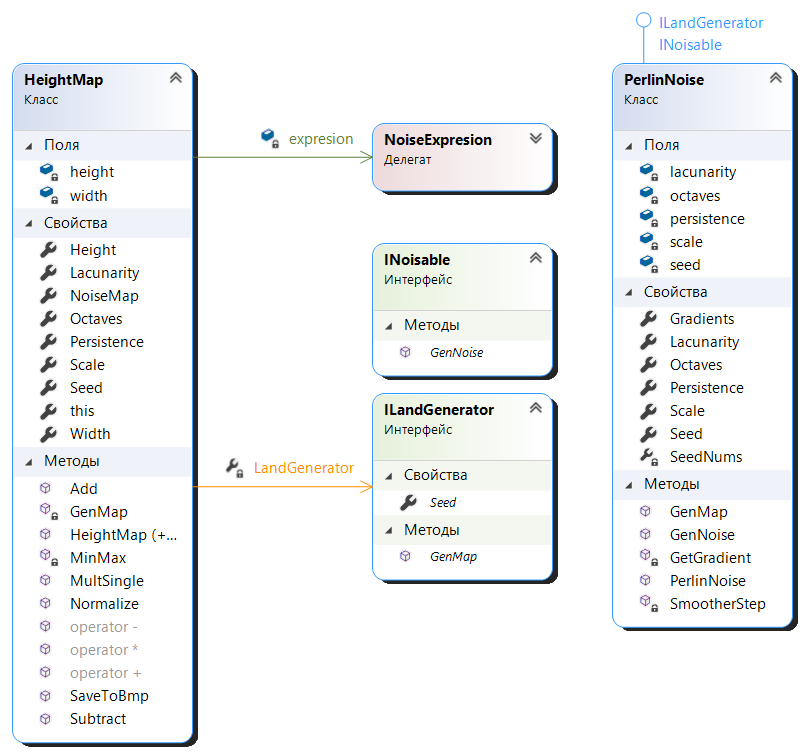 ILandGenerator
INoisable
HeightMap
Класс
Поля
height
width
Свойства
Height
Lacunarity
NoiseMap
Octaves
Persistence
Scale
Seed
this
Width
Методы
Add
GenMap
HeightMap (+...
MinMax
MultSingle
Normalize
operator -
operator *
operator +
SaveToBmp
Subtract
expresion
NoiseExpresion
Делегат
INoisable
Интерфейс
Методы
GenNoise
LandGenerator
ILandGenerator
Интерфейс
Свойства
Seed
Методы
GenMap
PerlinNoise
Класс
Поля
lacunarity
octaves
persistence
scale
seed
Свойства
Gradients
Lacunarity
Octaves
Persistence
Scale
Seed
SeedNums
Методы
GenMap
GenNoise
GetGradient
PerlinNoise
SmootherStep